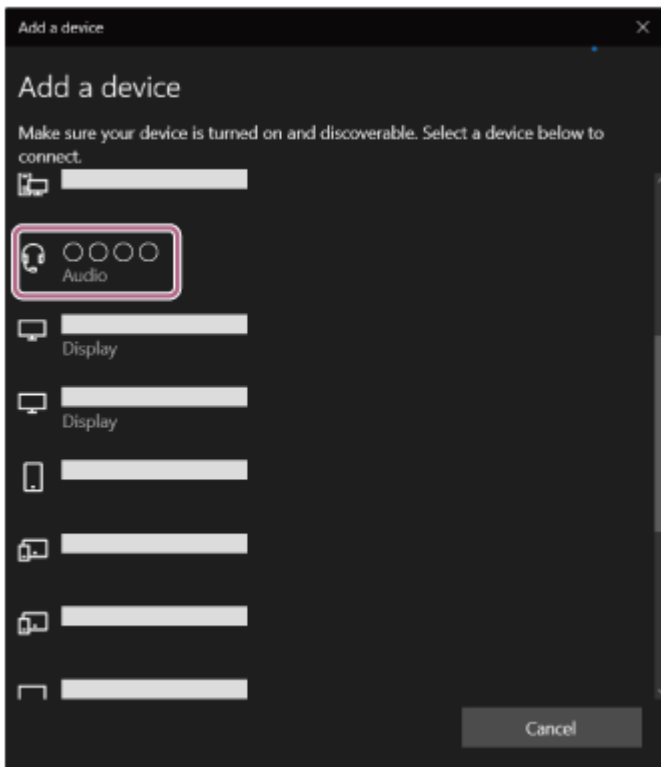 Add a device
Add a device
Make sure your device is turned on and discoverable. Select a device below to
connect.
○○○○
Audio
Display
Display
Cancel